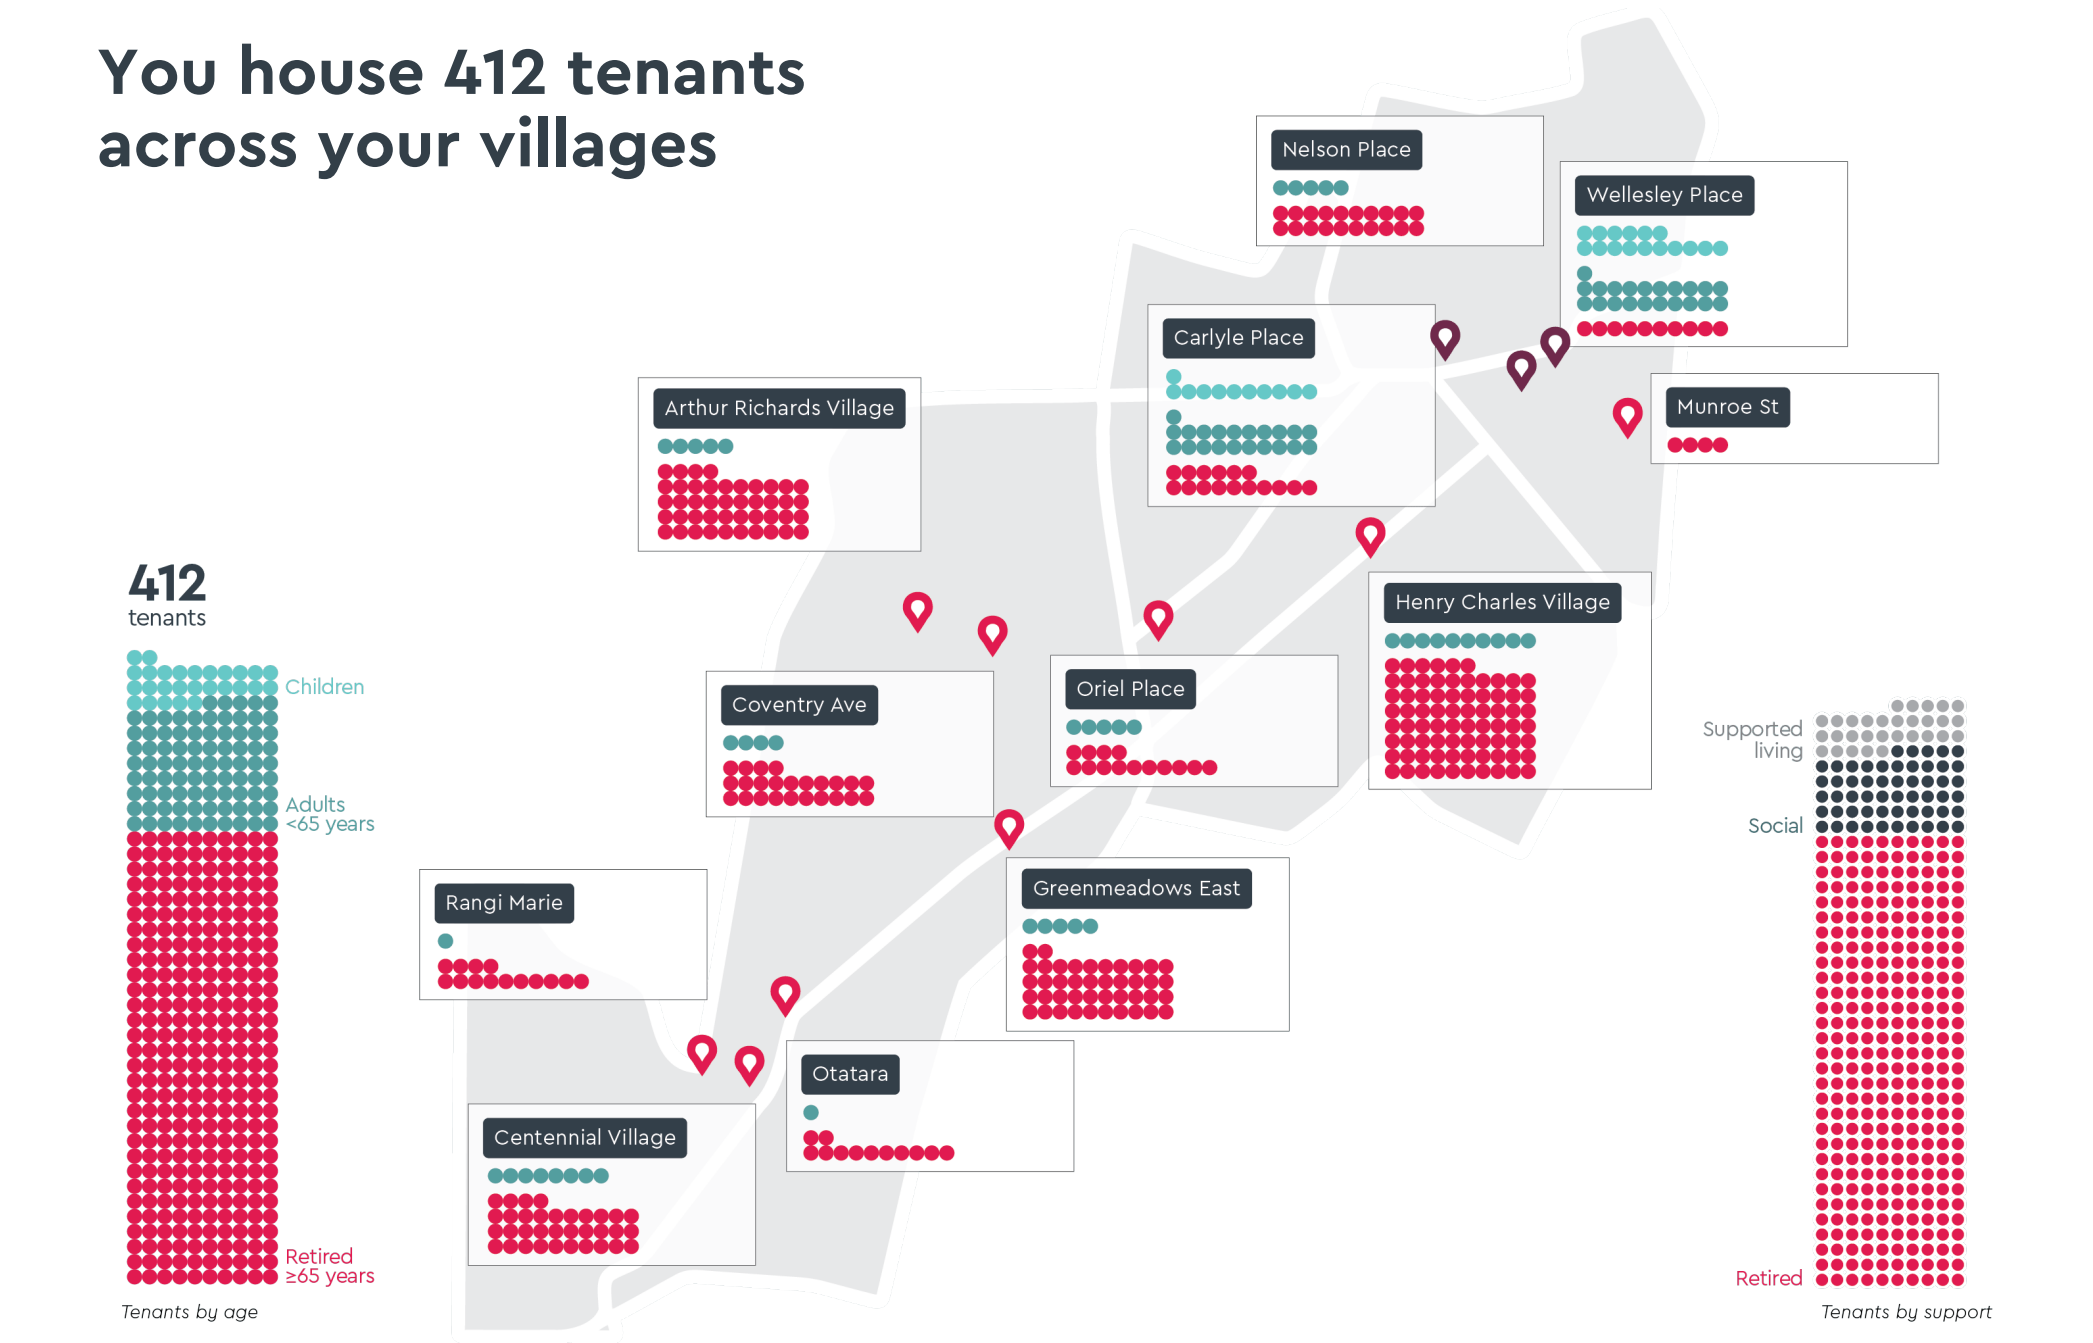 You house 412 tenants
across your villages
Nelson Place
Wellesley Place
Carlyle Place
Arthur Richards Village
Munroe St
412
tenants
Children
Adults
<65 years
Retired
≥65 years
Tenants by age
Henry Charles Village
Coventry Ave
Oriel Place
Rangi Marie
Greenmeadows East
Otatara
Centennial Village
Supported
living
Social
Retired
Tenants by support